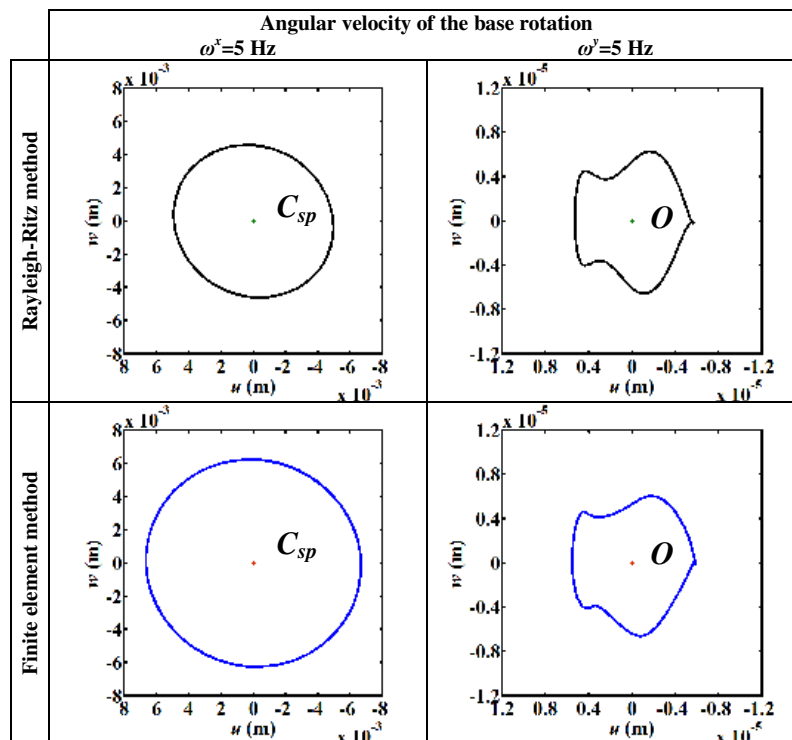 Angular velocity of the base rotation
ωˣ=5 Hz
ωʸ=5 Hz
Rayleigh-Ritz method
x 10⁻³
8
6
4
2
0
-2
-4
-6
-8
w (m)
C_sp
8 6 4 2 0 -2 -4 -6 -8
u (m)
x 10⁻³
x 10⁻⁵
1.2
0.8
0.4
0
-0.4
-0.8
-1.2
w (m)
O
1.2 0.8 0.4 0 -0.4 -0.8 -1.2
u (m)
x 10⁻⁵
Finite element method
x 10⁻³
8
6
4
2
0
-2
-4
-6
-8
w (m)
C_sp
8 6 4 2 0 -2 -4 -6 -8
u (m)
x 10⁻³
x 10⁻⁵
1.2
0.8
0.4
0
-0.4
-0.8
-1.2
w (m)
O
1.2 0.8 0.4 0 -0.4 -0.8 -1.2
u (m)
x 10⁻⁵